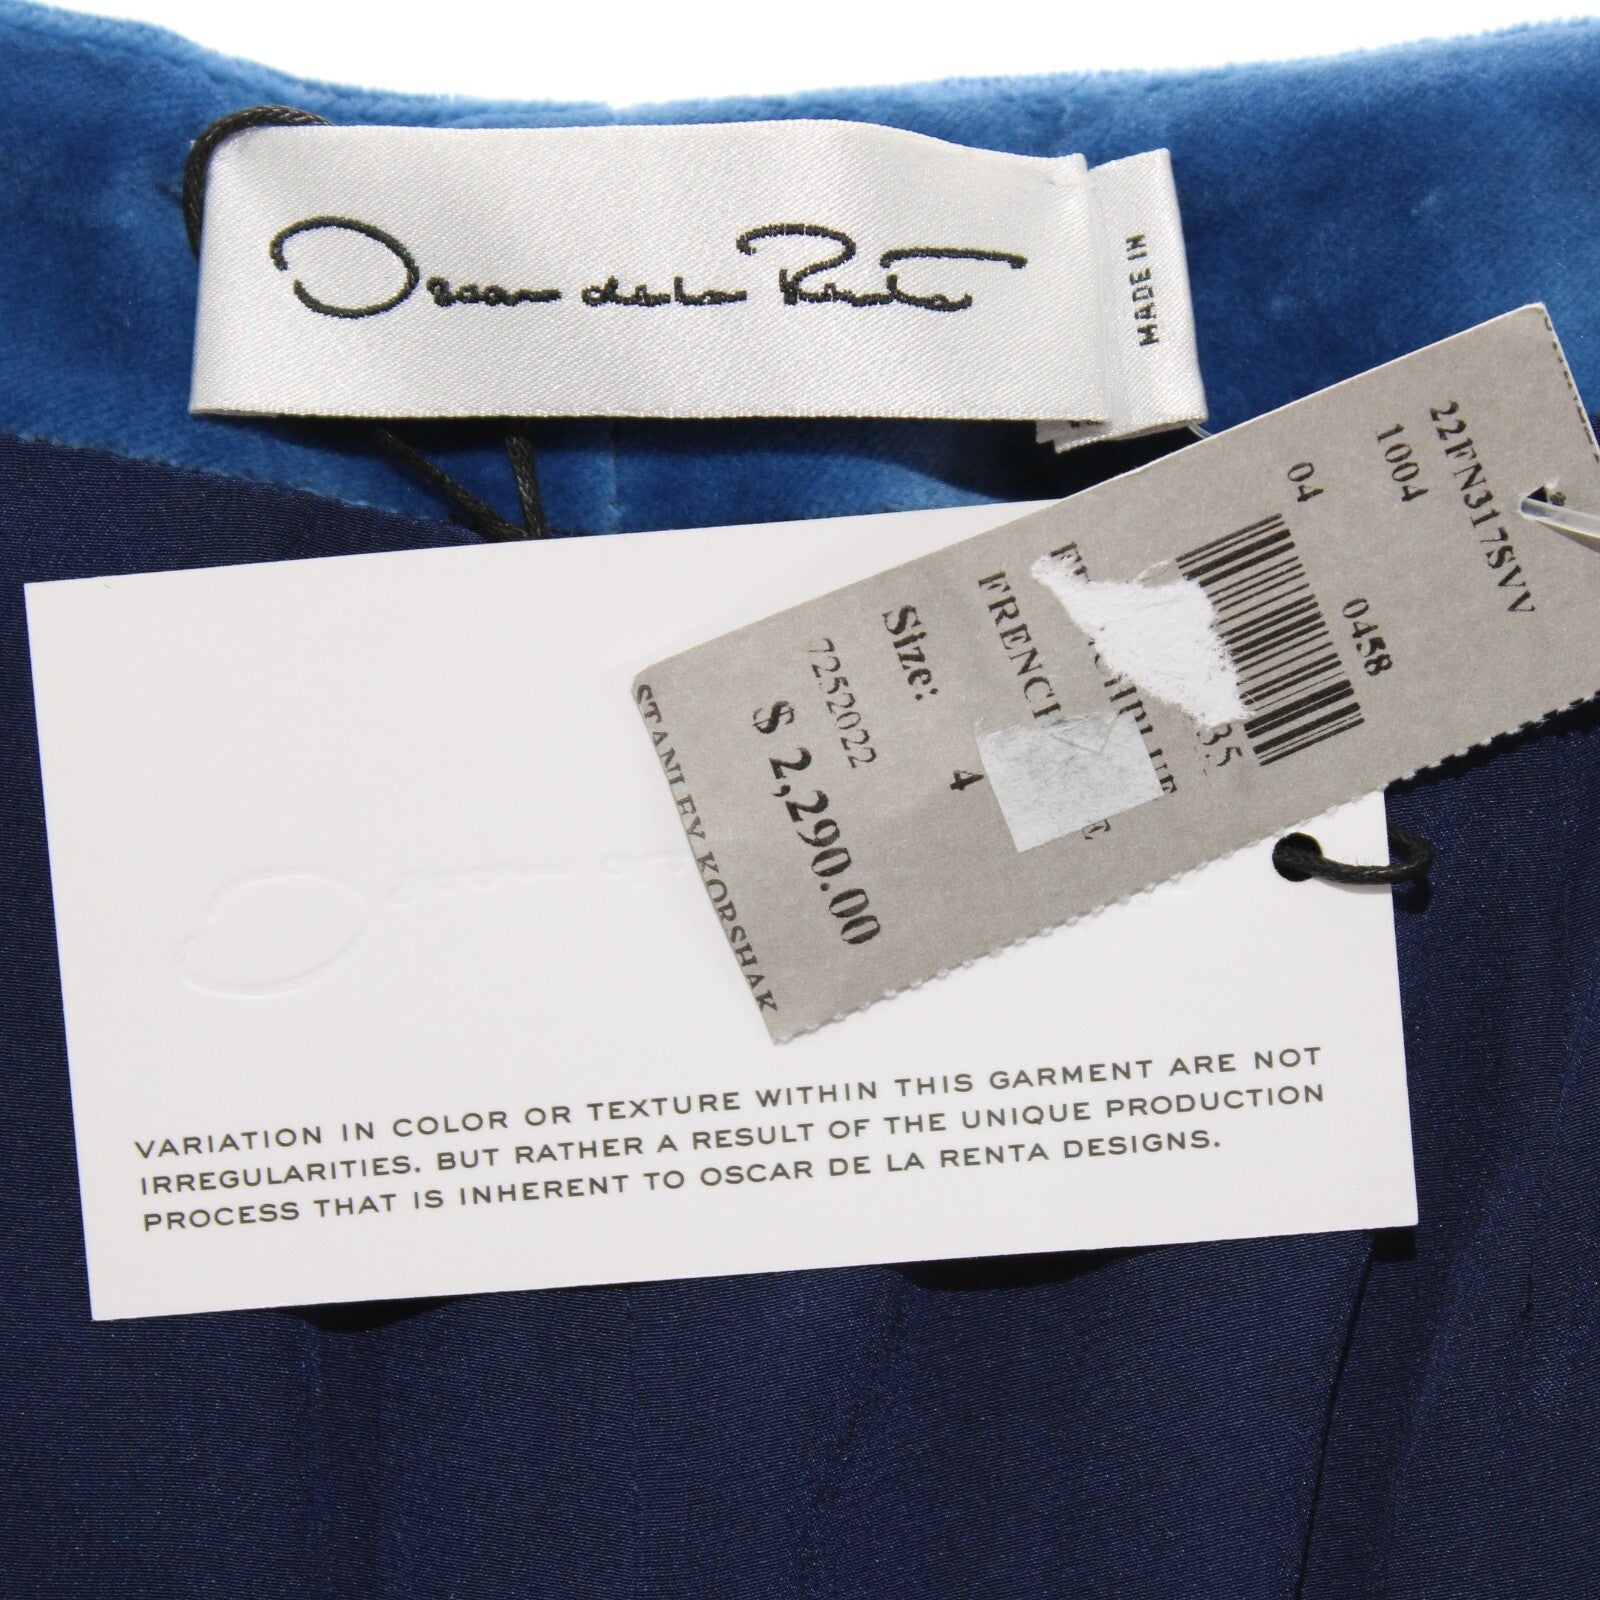 Oscar de la Renta
MADE IN
22FN317SVV
1004
04
0458
35
FRENCH
Size: 4
7252022
$ 2,290.00
STANLEY KORSHAK
VARIATION IN COLOR OR TEXTURE WITHIN THIS GARMENT ARE NOT
IRREGULARITIES. BUT RATHER A RESULT OF THE UNIQUE PRODUCTION
PROCESS THAT IS INHERENT TO OSCAR DE LA RENTA DESIGNS.